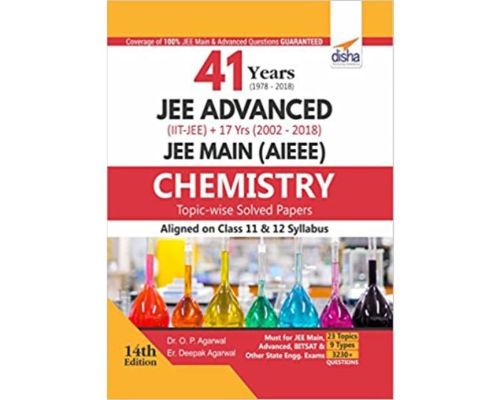 Coverage of 100% JEE Main & Advanced Questions GUARANTEED
disha
41 Years
(1978 - 2018)
JEE ADVANCED
(IIT-JEE) + 17 Yrs (2002 - 2018)
JEE MAIN (AIEEE)
CHEMISTRY
Topic-wise Solved Papers
Aligned on Class 11 & 12 Syllabus
14th
Edition
Dr. O. P. Agarwal
Er. Deepak Agarwal
Must for JEE Main,
Advanced, BITSAT &
Other State Engg. Exams
23 Topics
9 Types
3230+
QUESTIONS